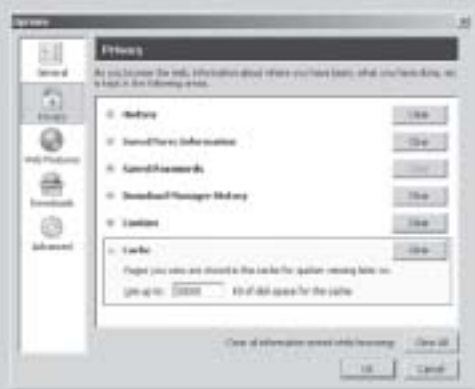 Options
General
Privacy
Web Features
Downloads
Advanced
Privacy
As you browse the web, information about where you have been, what you have done, etc
is kept in the following areas.
History Clear
Saved Form Information Clear
Saved Passwords Clear
Download Manager History Clear
Cookies Clear
Cache Clear
Pages you view are stored in the cache for quicker viewing later on.
Use up to: KB of disk space for the cache.
Clear all information stored while browsing: Clear All
OK Cancel